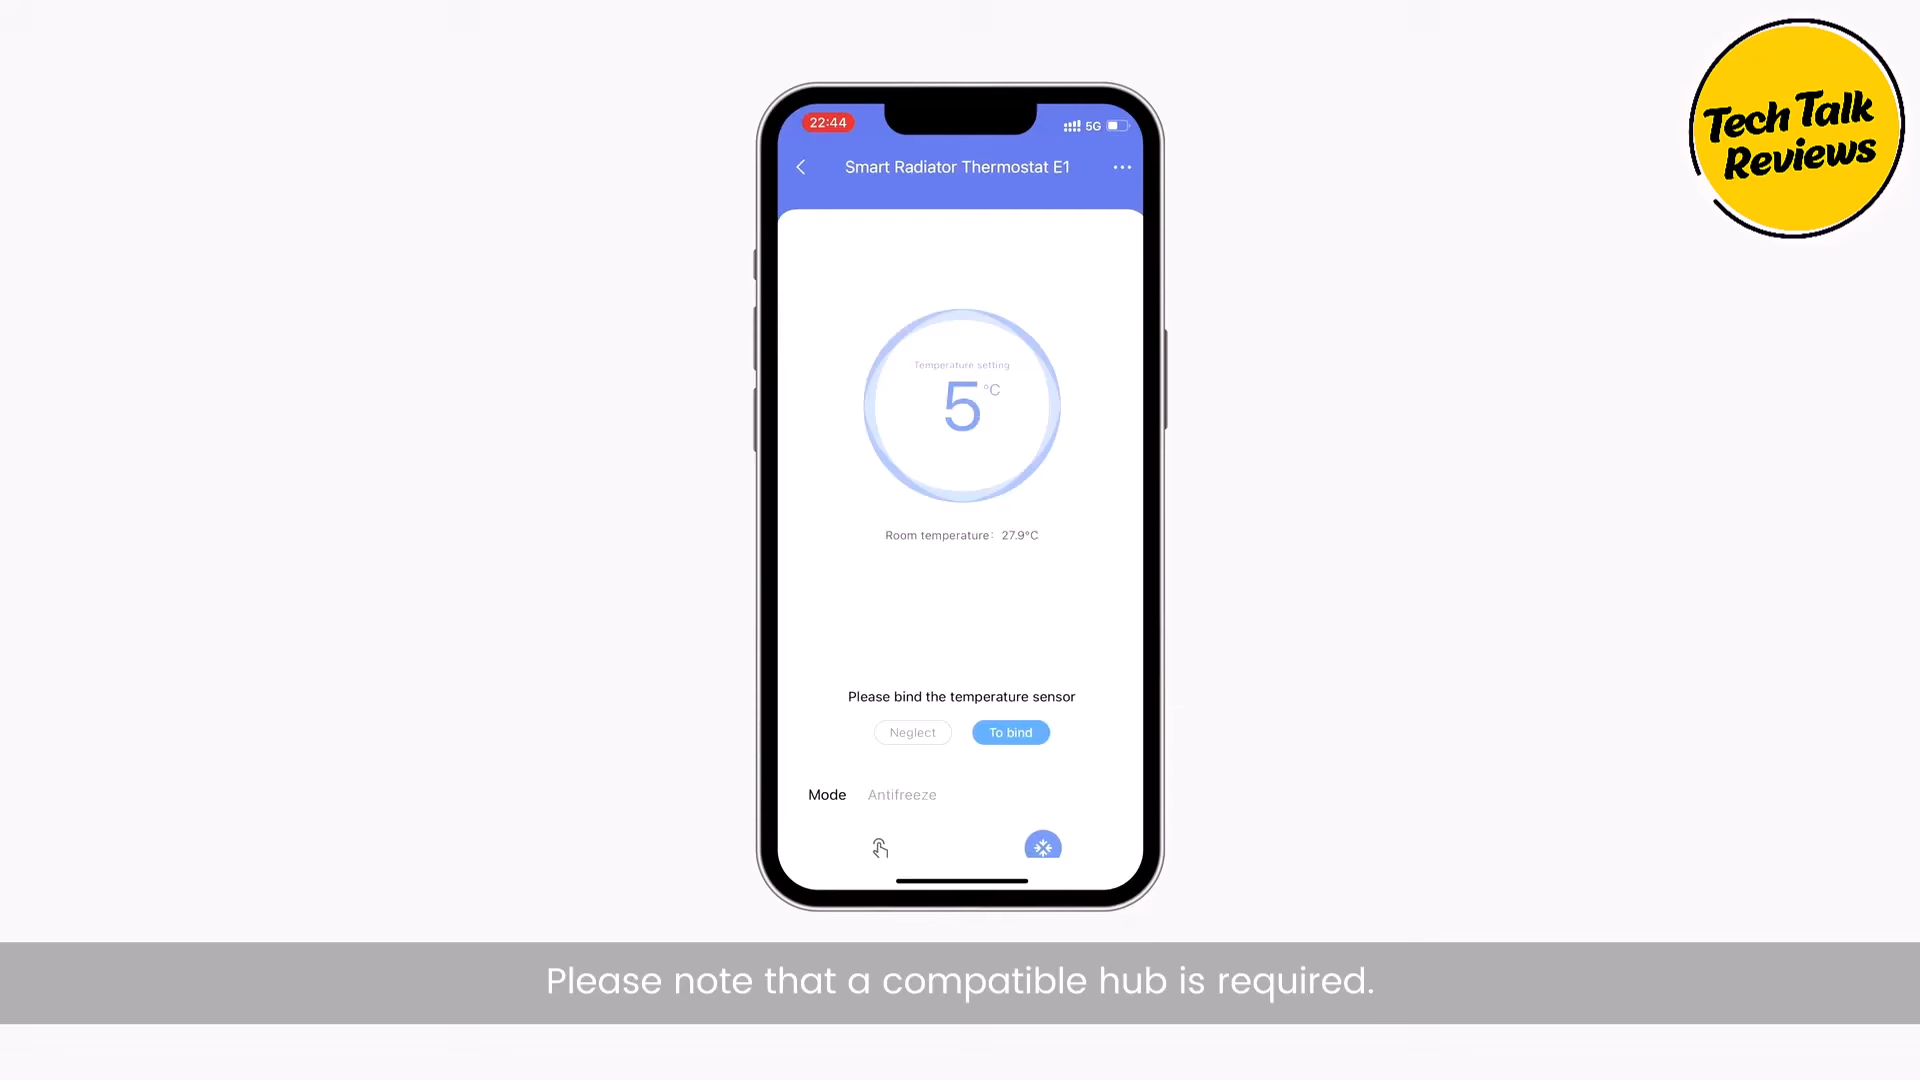 Tech Talk
Reviews
22:44
5G
Smart Radiator Thermostat E1
Temperature setting
5°C
Room temperature: 27.9°C
Please bind the temperature sensor
Neglect
To bind
Mode Antifreeze
Please note that a compatible hub is required.